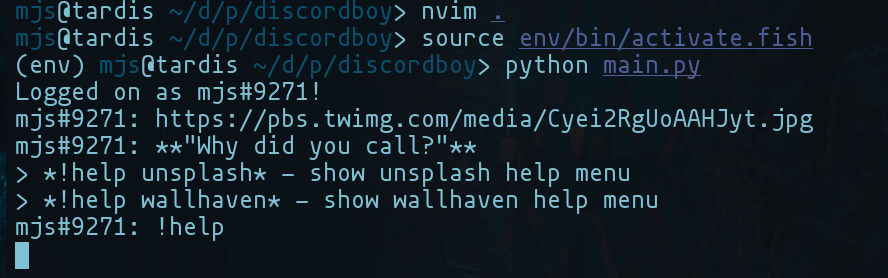 mjs@tardis ~/d/p/discordboy> nvim .
mjs@tardis ~/d/p/discordboy> source env/bin/activate.fish
(env) mjs@tardis ~/d/p/discordboy> python main.py
Logged on as mjs#9271!
mjs#9271: https://pbs.twimg.com/media/Cyei2RgUoAAHJyt.jpg
mjs#9271: **"Why did you call?"**
> *!help unsplash* – show unsplash help menu
> *!help wallhaven* – show wallhaven help menu
mjs#9271: !help